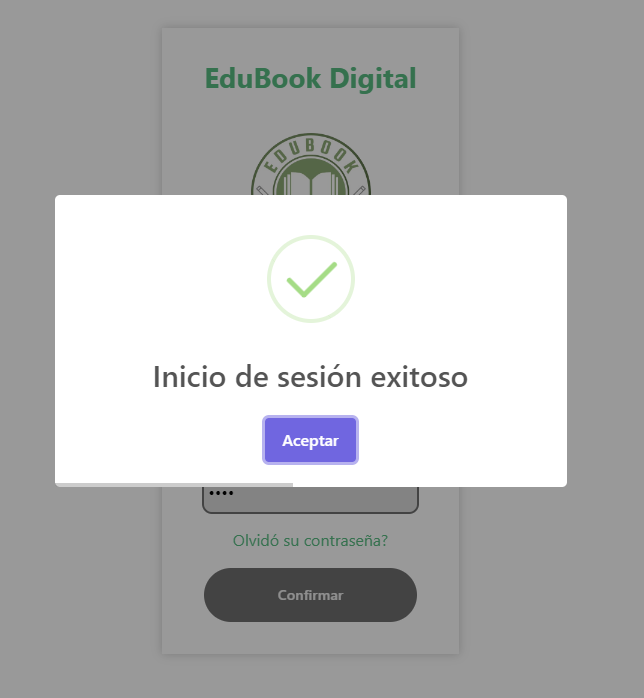 EduBook Digital
EDUBOOK
Inicio de sesión exitoso
Aceptar
••••
Olvidó su contraseña?
Confirmar